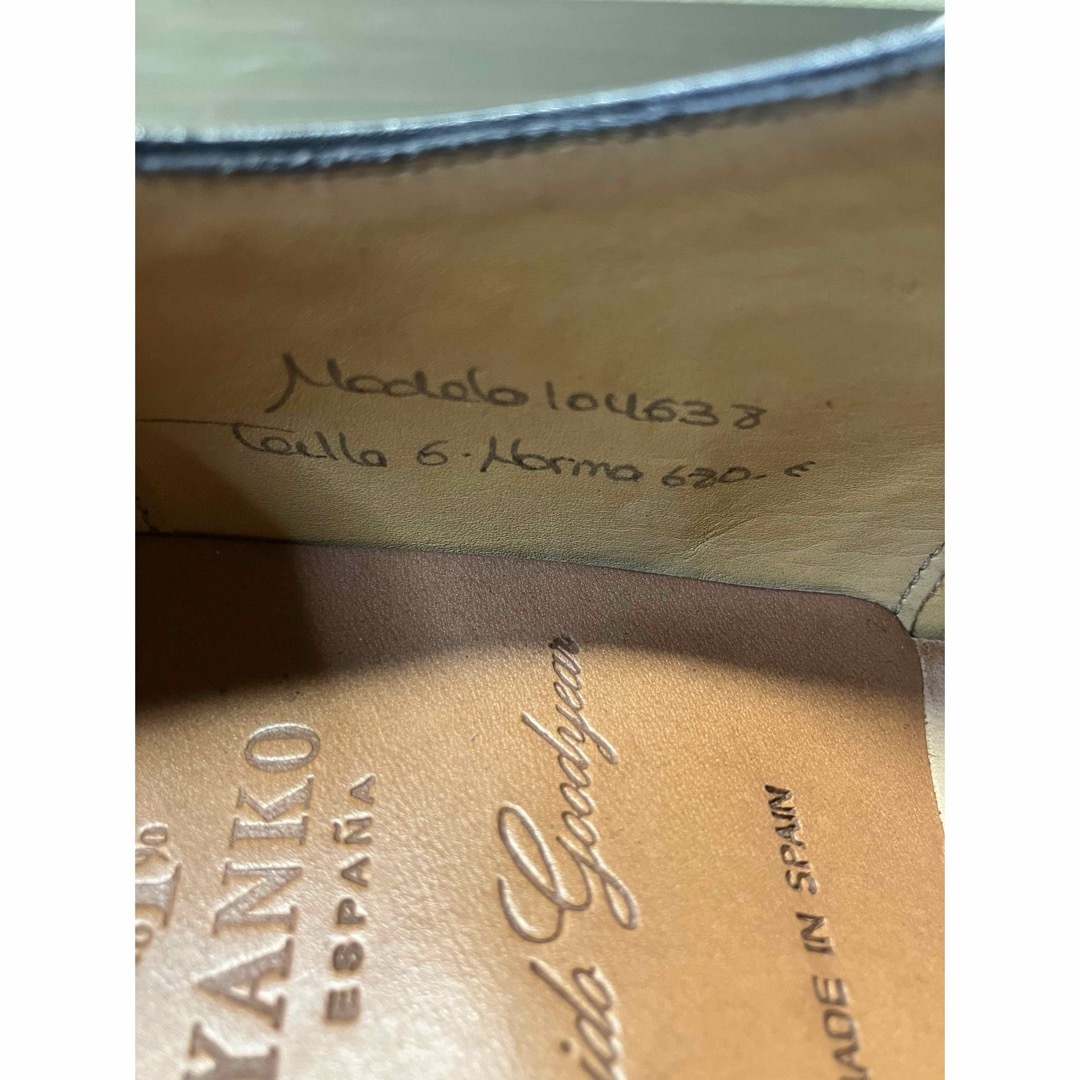 Modelo 104638
Talla 6. Horma 680-E
YANKO
ESPAÑA
Goodyear
MADE IN SPAIN